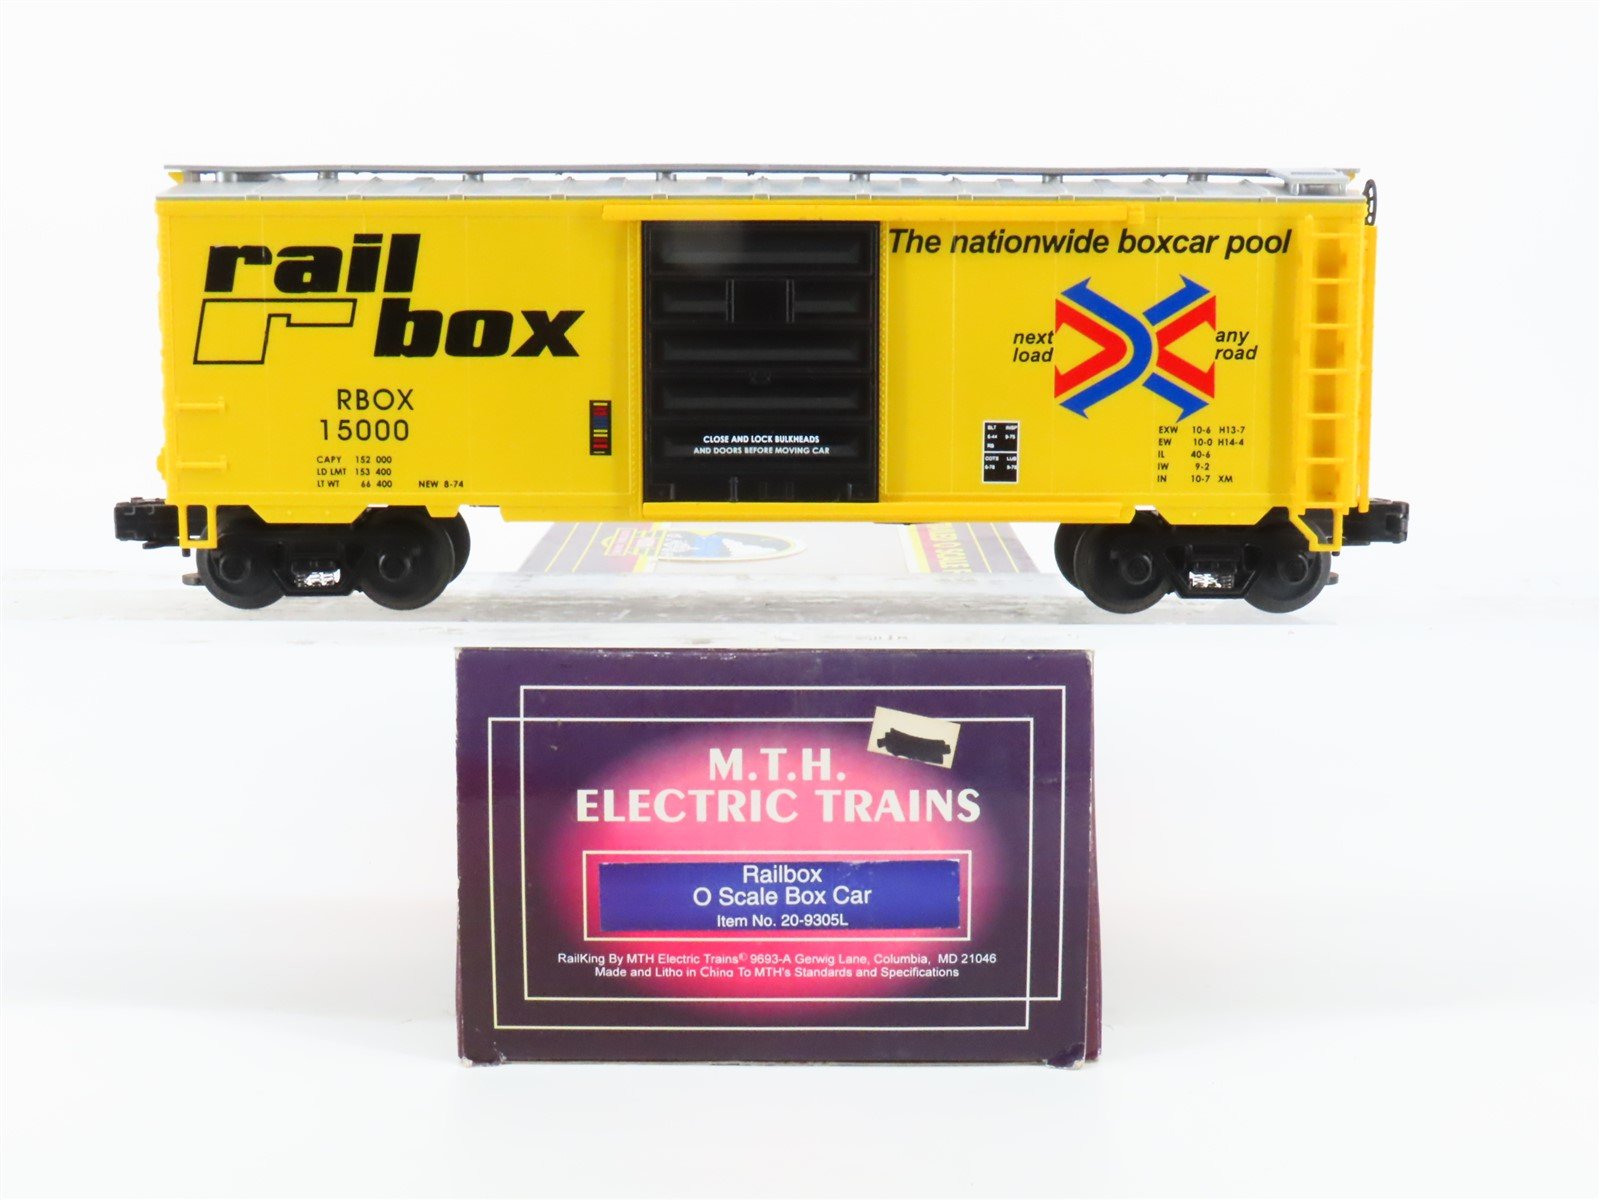 rail
box
RBOX
15000
CAPY 152 000
LD LMT 153 400
LT WT 66 400 NEW 8-74
CLOSE AND LOCK BULKHEADS
AND DOORS BEFORE MOVING CAR
The nationwide boxcar pool
next
load
any
road
EXW 10-6 H13-7
EW 10-0 H14-4
IL 40-6
IW 9-2
IN 10-7 XM
M.T.H.
ELECTRIC TRAINS
Railbox
O Scale Box Car
Item No. 20-9305L
RailKing By MTH Electric Trains® 9693-A Gerwig Lane, Columbia, MD 21046
Made and Litho in China To MTH's Standards and Specifications